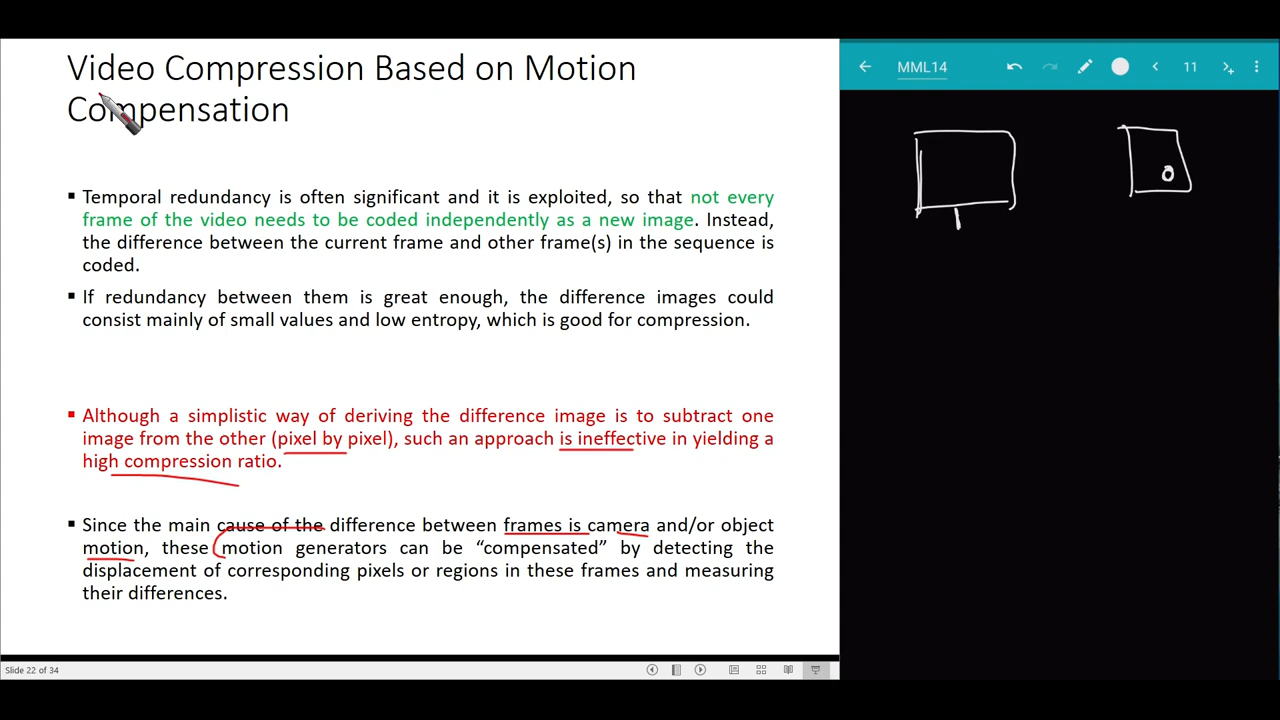 Video Compression Based on Motion
Compensation
▪ Temporal redundancy is often significant and it is exploited, so that not every
frame of the video needs to be coded independently as a new image. Instead,
the difference between the current frame and other frame(s) in the sequence is
coded.
▪ If redundancy between them is great enough, the difference images could
consist mainly of small values and low entropy, which is good for compression.
▪ Although a simplistic way of deriving the difference image is to subtract one
image from the other (pixel by pixel), such an approach is ineffective in yielding a
high compression ratio.
▪ Since the main cause of the difference between frames is camera and/or object
motion, these motion generators can be “compensated” by detecting the
displacement of corresponding pixels or regions in these frames and measuring
their differences.
Slide 22 of 34
MML14
11